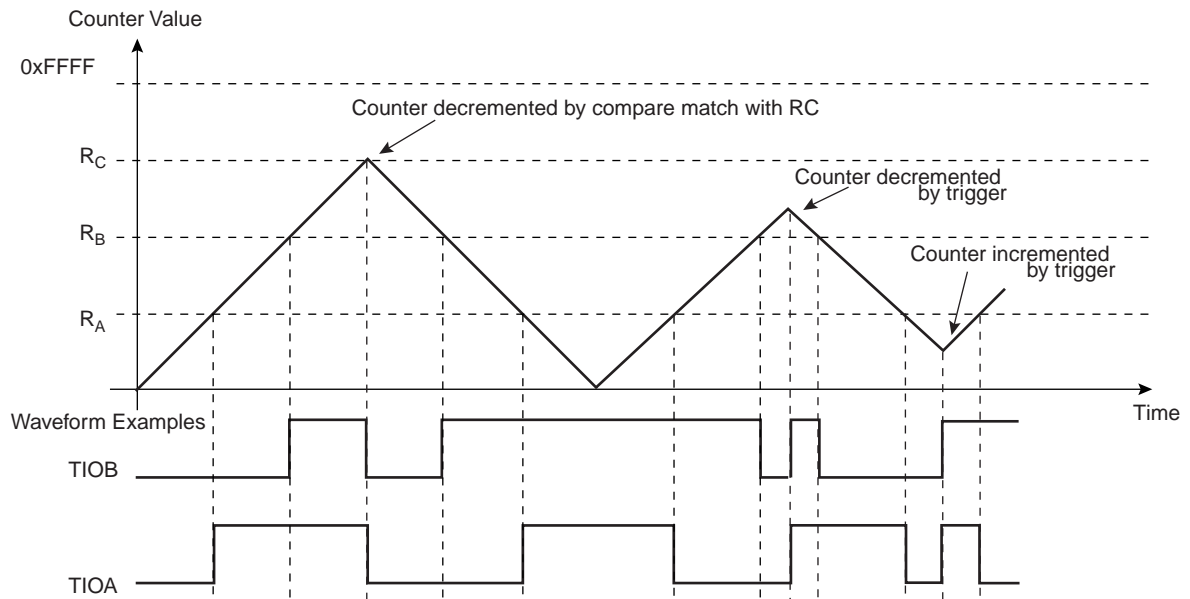 Counter Value
0xFFFF
Counter decremented by compare match with RC
RC
Counter decremented
by trigger
RB
Counter incremented
by trigger
RA
Time
Waveform Examples
TIOB
TIOA